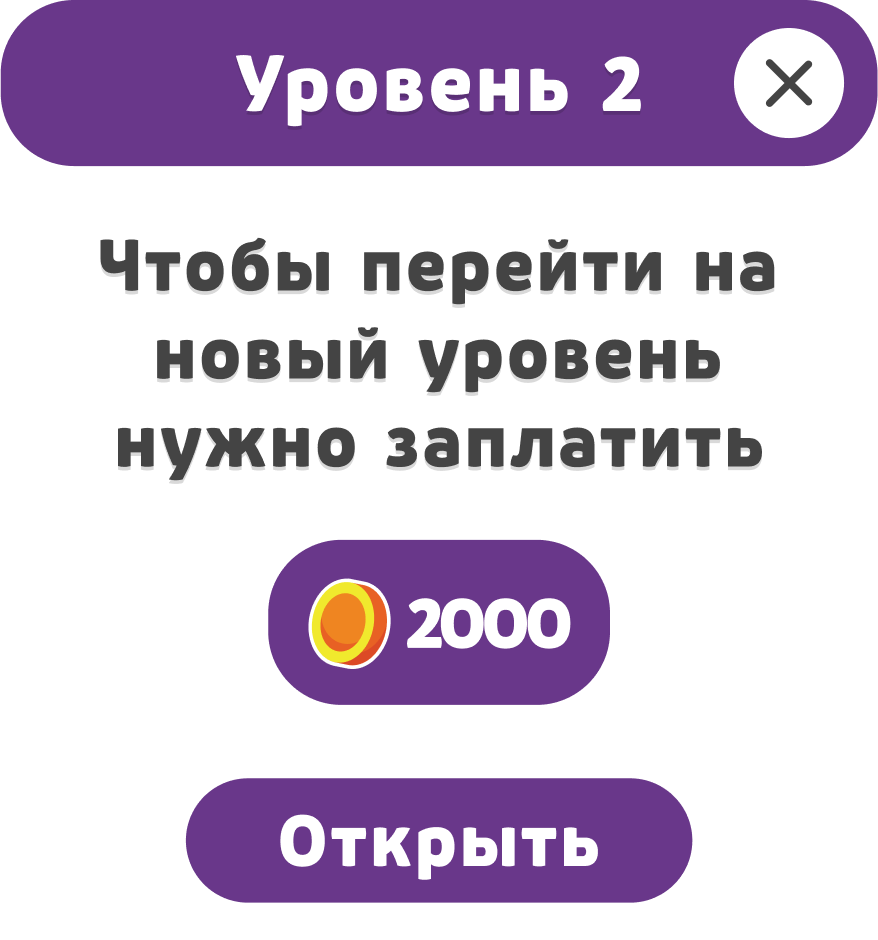 Уровень 2
Чтобы перейти на
новый уровень
нужно заплатить
2000
Открыть